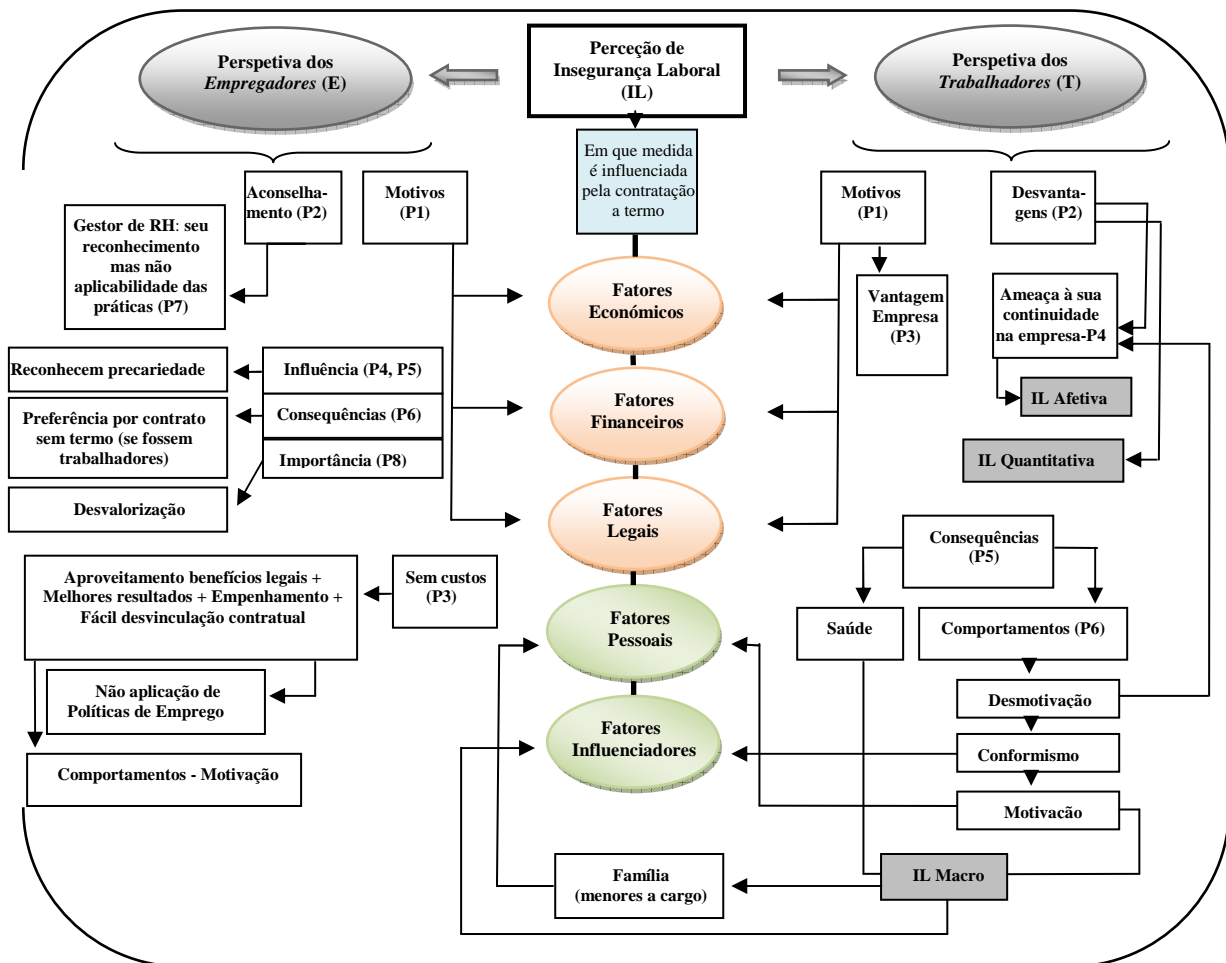 Perspetiva dos
Empregadores (E)
Perceção de
Insegurança Laboral
(IL)
Perspetiva dos
Trabalhadores (T)
Em que medida
é influenciada
pela contratação
a termo
Aconselha-
mento (P2)
Motivos
(P1)
Gestor de RH: seu
reconhecimento
mas não
aplicabilidade das
práticas (P7)
Motivos
(P1)
Desvanta-
gens (P2)
Vantagem
Empresa
(P3)
Ameaça à sua
continuidade
na empresa-P4
IL Afetiva
IL Quantitativa
Fatores
Económicos
Fatores
Financeiros
Fatores
Legais
Fatores
Pessoais
Fatores
Influenciadores
Reconhecem precariedade
Influência (P4, P5)
Preferência por contrato
sem termo (se fossem
trabalhadores)
Consequências (P6)
Importância (P8)
Desvalorização
Aproveitamento benefícios legais +
Melhores resultados + Empenhamento +
Fácil desvinculação contratual
Sem custos
(P3)
Não aplicação de
Políticas de Emprego
Comportamentos - Motivação
Consequências
(P5)
Saúde
Comportamentos (P6)
Desmotivação
Conformismo
Motivação
Família
(menores a cargo)
IL Macro